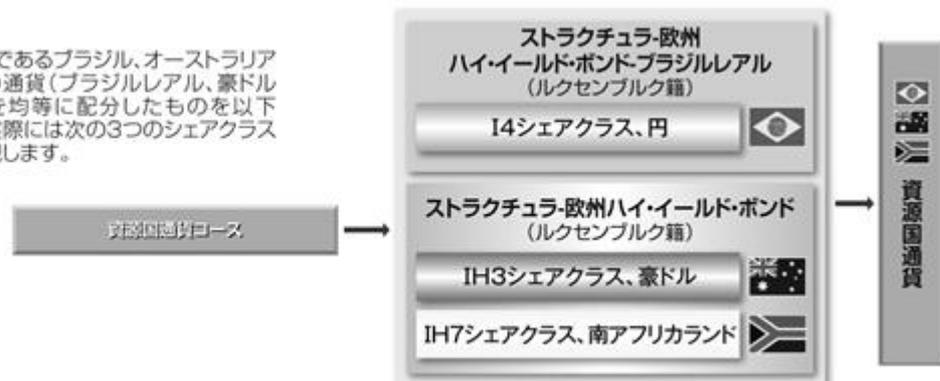 であるブラジル、オーストラリア
通貨（ブラジルレアル、豪ドル
均等に配分したものを以下
際には次の3つのシェアクラス
します。
資源国通貨コース
ストラクチュラ-欧州
ハイ・イールド・ボンド-ブラジルレアル
（ルクセンブルク籍）
I4シェアクラス、円
ストラクチュラ-欧州ハイ・イールド・ボンド
（ルクセンブルク籍）
IH3シェアクラス、豪ドル
IH7シェアクラス、南アフリカランド
資源国通貨